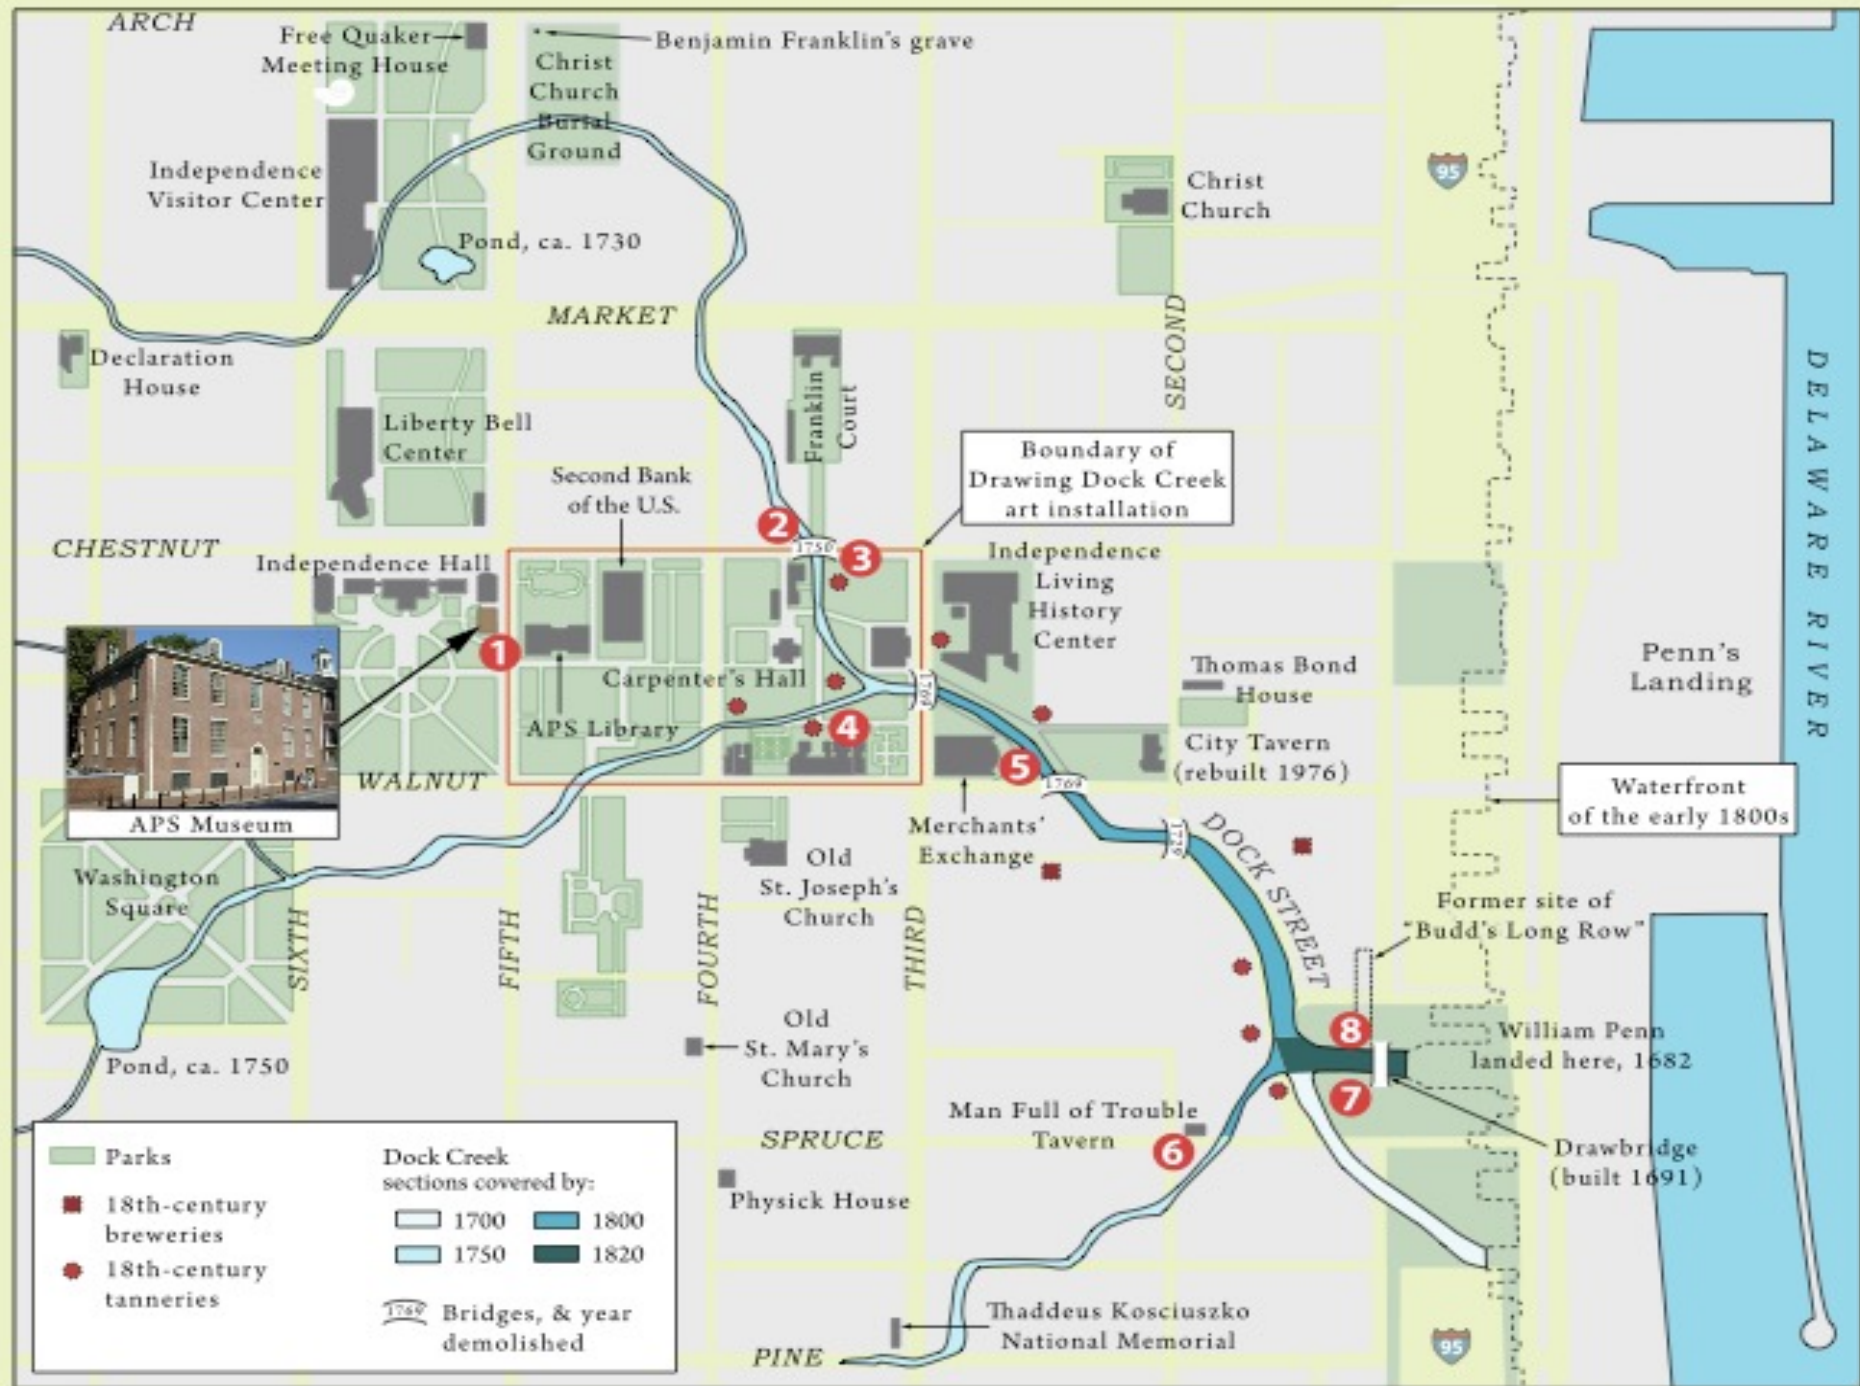 ARCH
Free Quaker
Meeting House
Benjamin Franklin's grave
Christ
Church
Burial
Ground
Independence
Visitor Center
Pond, ca. 1730
Christ
Church
95
MARKET
SECOND
Declaration
House
Franklin
Court
DELAWARE RIVER
Liberty Bell
Center
Second Bank
of the U.S.
Boundary of
Drawing Dock Creek
art installation
CHESTNUT
2
1750
3
Independence Hall
Independence
Living
History
Center
1
Carpenter's Hall
1769
Thomas Bond
House
Penn's
Landing
APS Library
4
City Tavern
(rebuilt 1976)
5
1769
WALNUT
APS Museum
Waterfront
of the early 1800s
Merchants'
Exchange
1729
DOCK STREET
Old
St. Joseph's
Church
Washington
Square
Former site of
"Budd's Long Row"
SIXTH
FIFTH
FOURTH
THIRD
Old
St. Mary's
Church
8
William Penn
landed here, 1682
Pond, ca. 1750
7
Man Full of Trouble
Tavern
6
SPRUCE
Drawbridge
(built 1691)
Physick House
Parks
18th-century
breweries
18th-century
tanneries
Dock Creek
sections covered by:
1700
1800
1750
1820
1769
Bridges, & year
demolished
Thaddeus Kosciuszko
National Memorial
PINE
95